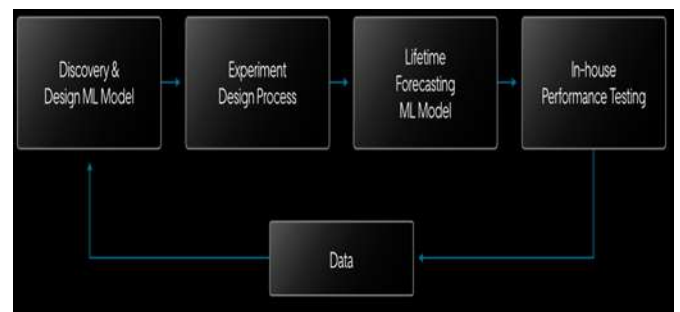 Discovery &
Design ML Model
Experiment
Design Process
Lifetime
Forecasting
ML Model
In-house
Performance Testing
Data